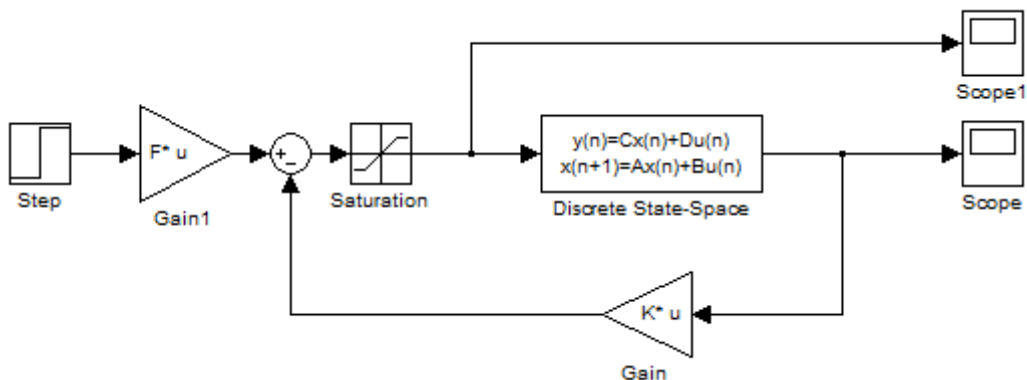 Scope1
F* u
+
−
y(n)=Cx(n)+Du(n)
x(n+1)=Ax(n)+Bu(n)
Step
Gain1
Saturation
Discrete State-Space
Scope
K* u
Gain